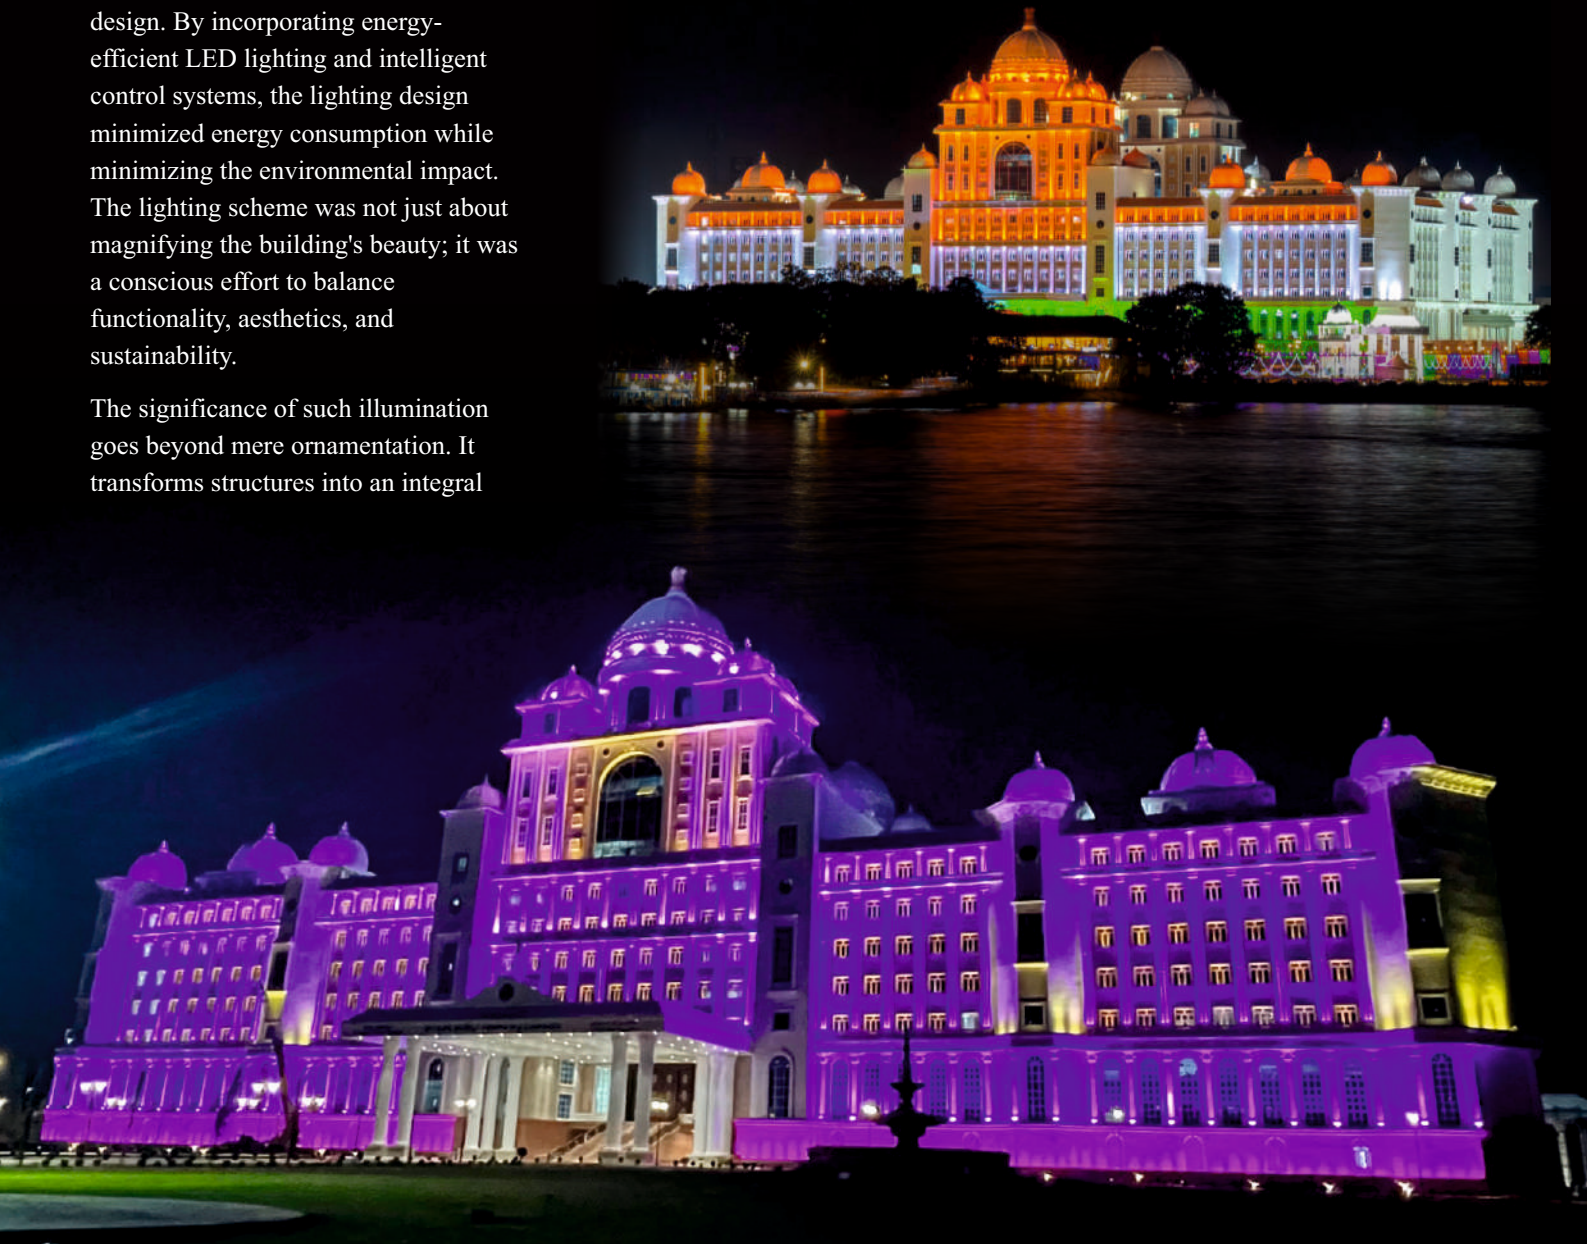 design. By incorporating energy-
efficient LED lighting and intelligent
control systems, the lighting design
minimized energy consumption while
minimizing the environmental impact.
The lighting scheme was not just about
magnifying the building's beauty; it was
a conscious effort to balance
functionality, aesthetics, and
sustainability.
The significance of such illumination
goes beyond mere ornamentation. It
transforms structures into an integral